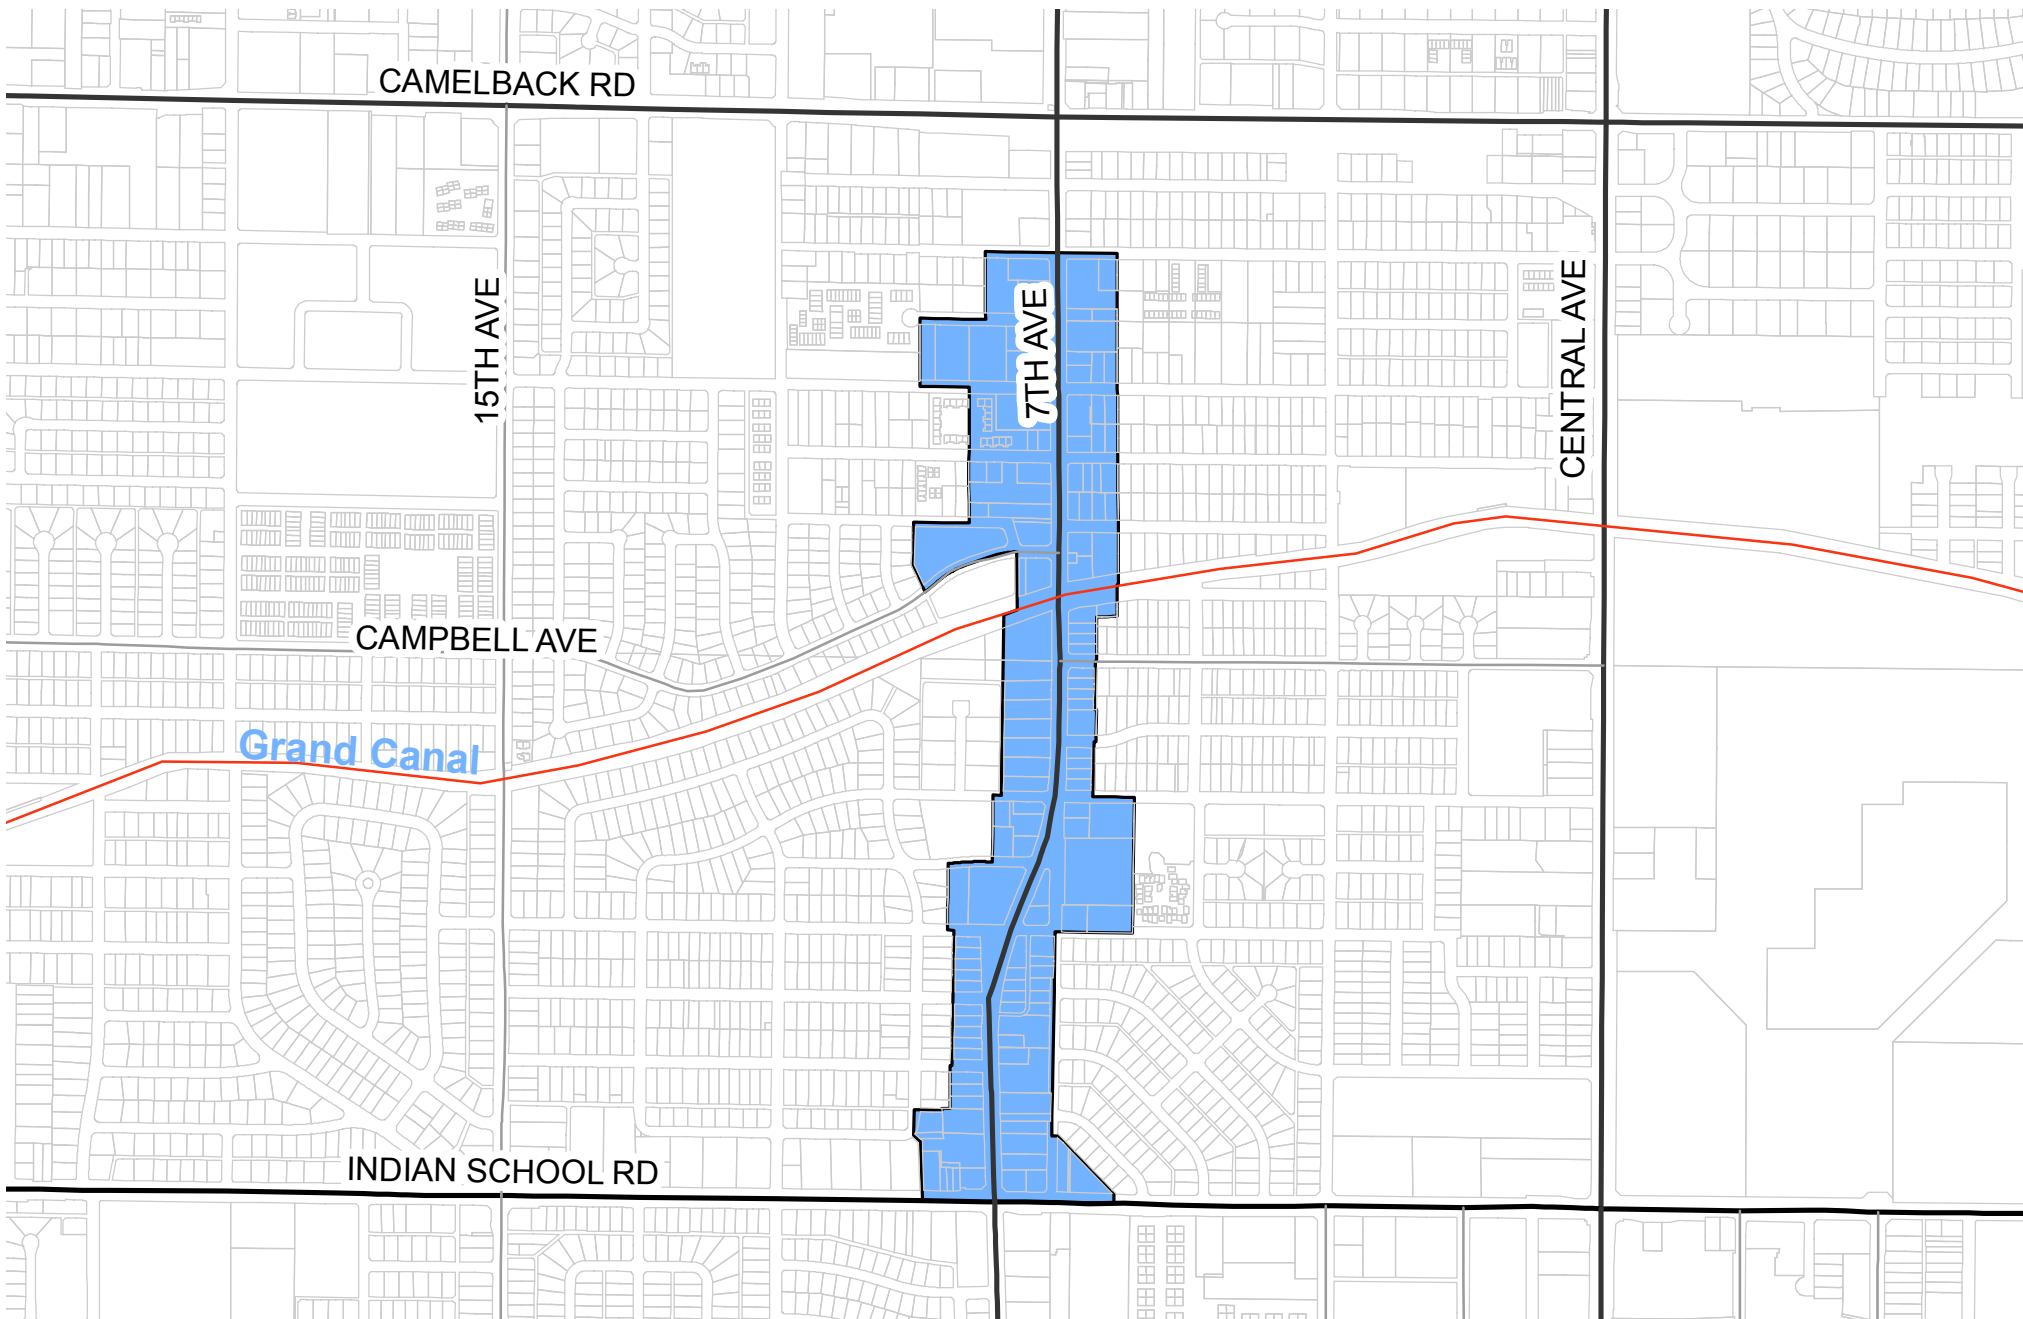 CAMELBACK RD
15TH AVE
7TH AVE
CENTRAL AVE
CAMPBELL AVE
Grand Canal
INDIAN SCHOOL RD